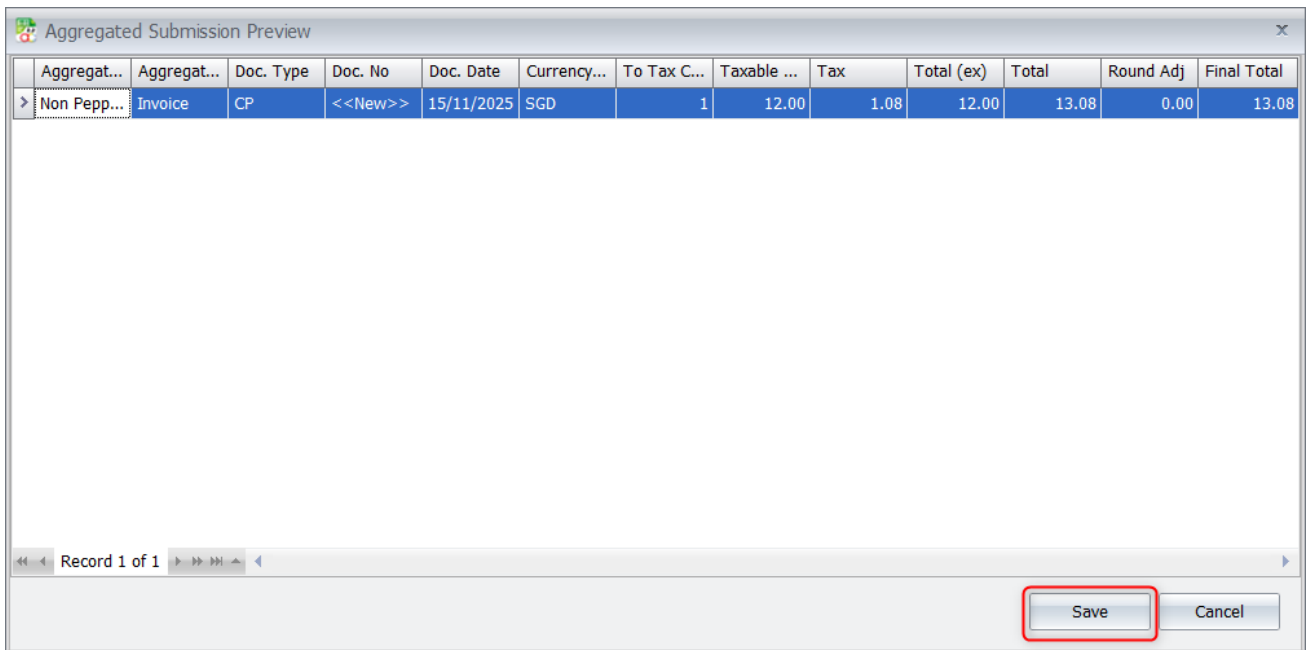 Aggregated Submission Preview
Aggregat... Aggregat... Doc. Type Doc. No Doc. Date Currency... To Tax C... Taxable ... Tax Total (ex) Total Round Adj Final Total
Non Pepp... Invoice CP <<New>> 15/11/2025 SGD 1 12.00 1.08 12.00 13.08 0.00 13.08
Record 1 of 1
Save Cancel